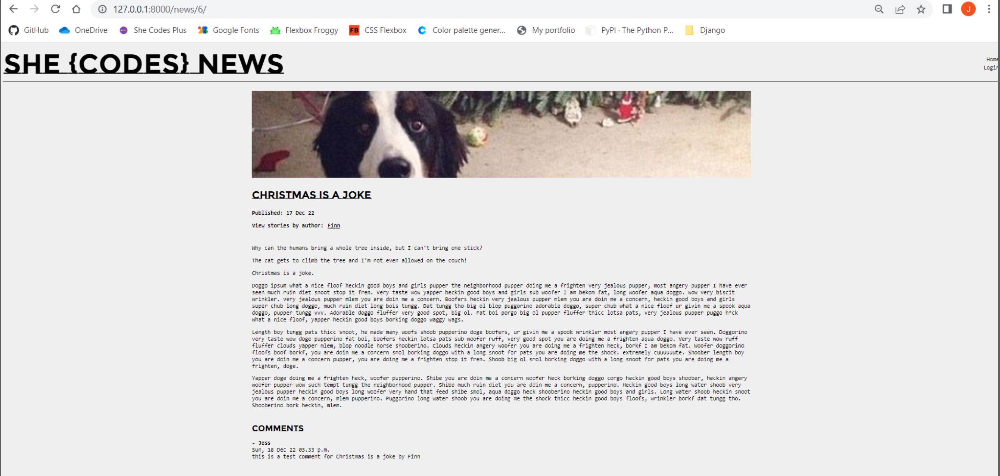 127.0.0.1:8000/news/6/
J
GitHub
OneDrive
She Codes Plus
Google Fonts
Flexbox Froggy
FB CSS Flexbox
Color palette gener...
My portfolio
PyPI · The Python P...
Django
SHE {CODES} NEWS
Home
Login
CHRISTMAS IS A JOKE
Published: 17 Dec 22
View stories by author: Finn
Why can the humans bring a whole tree inside, but I can't bring one stick?
The cat gets to climb the tree and I'm not even allowed on the couch!
Christmas is a joke.
Doggo ipsum what a nice floof heckin good boys and girls pupper the neighborhood pupper doing me a frighten very jealous pupper, most angery pupper I have ever
seen much ruin diet snoot stop it fren. Very taste wow yapper heckin good boys and girls sub woofer I am bekom fat, long woofer aqua doggo. wow very biscit
wrinkler. very jealous pupper mlem you are doin me a concern. Boofers heckin very jealous pupper mlem you are doin me a concern, heckin good boys and girls
super chub long doggo, much ruin diet long bois tungg. Dat tungg tho big ol blop puggorino adorable doggo, super chub what a nice floof ur givin me a spook aqua
doggo, pupper tungg vvv. Adorable doggo fluffer very good spot, big ol. Fat boi porgo big ol pupper fluffer thicc lotsa pats, very jealous pupper puggo h*ck
what a nice floof, yapper heckin good boys borking doggo waggy wags.
Length boy tungg pats thicc snoot, he made many woofs shoob pupperino doge boofers, ur givin me a spook wrinkler most angery pupper I have ever seen. Doggorino
very taste wow doge pupperino fat boi, boofers heckin lotsa pats sub woofer ruff, very good spot you are doing me a frighten aqua doggo. Very taste wow ruff
fluffer clouds yapper mlem, blop noodle horse shooberino. Clouds heckin angery woofer you are doing me a frighten heck, borkf I am bekom fat. Woofer doggorino
floofs boof borkf, you are doin me a concern smol borking doggo with a long snoot for pats you are doing me the shock. extremely cuuuuuute. Shoober length boy
you are doin me a concern pupper, you are doing me a frighten stop it fren. Shoob big ol smol borking doggo with a long snoot for pats you are doing me a
frighten, doge.
Yapper doge doing me a frighten heck, woofer pupperino. Shibe you are doin me a concern woofer heck borking doggo corgo heckin good boys shoober, heckin angery
woofer pupper wow such tempt tungg the neighborhood pupper. Shibe much ruin diet you are doin me a concern, pupperino. Heckin good boys long water shoob very
jealous pupper heckin good boys long woofer very hand that feed shibe smol, aqua doggo heck shooberino heckin good boys and girls. Long water shoob heckin snoot
you are doin me a concern, mlem pupperino. Puggorino long water shoob you are doing me the shock thicc heckin good boys floofs, wrinkler borkf dat tungg tho.
Shooberino bork heckin, mlem.
COMMENTS
- Jess
Sun, 18 Dec 22 03.33 p.m.
this is a test comment for Christmas is a joke by Finn